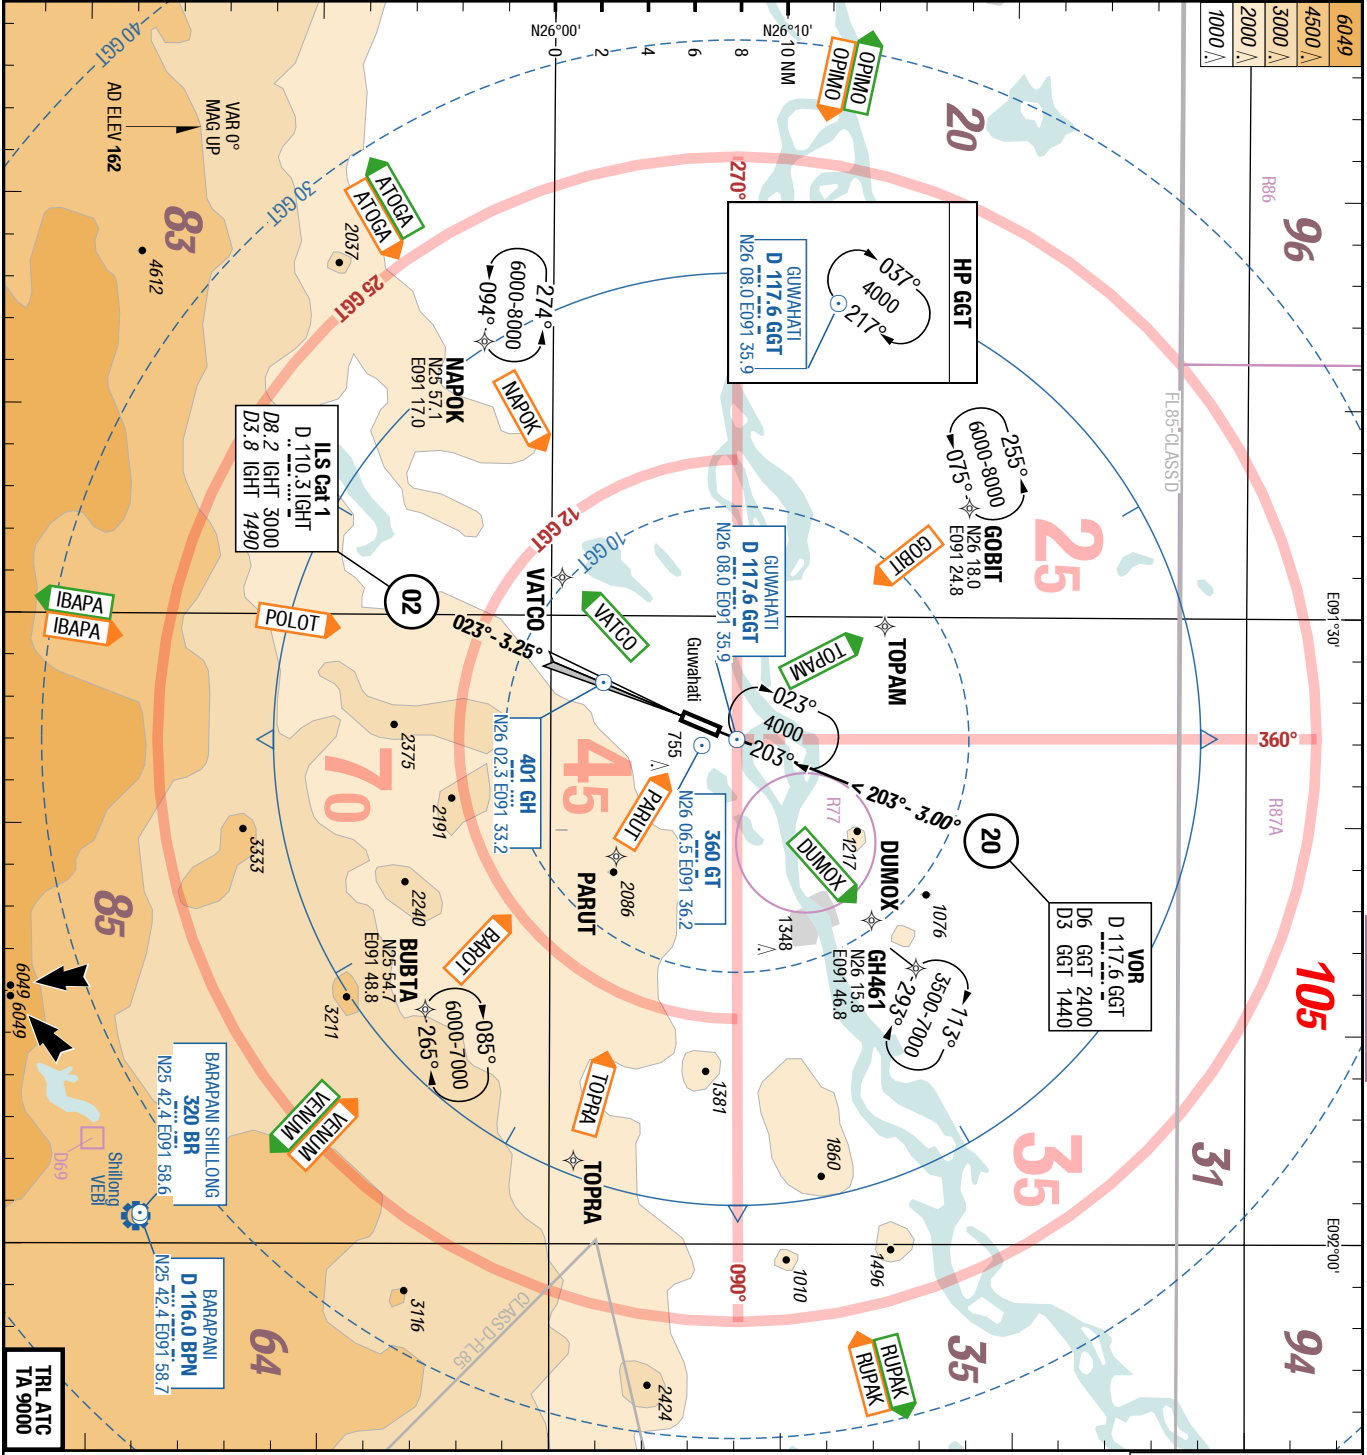 6049
4500
3000
2000
1000
N26°00'
N26°10'
0
2
4
6
8
10 NM
40 GGT
30 GGT
25 GGT
12 GGT
10 GGT
VAR 0°
MAG UP
AD ELEV 162
OPIMO
OPIMO
20
R86
96
83
4612
ATOGA
ATOGA
2037
270°
HP GGT
037°
4000
217°
GUWAHATI
D 117.6 GGT
N26 08.0 E091 35.9
274°
6000-8000
094°
NAPOK
N25 57.1
E091 17.0
NAPOK
255°
6000-8000
075°
GOBIT
N26 18.0
E091 24.8
GOBIT
FL85-CLASS D
25
ILS Cat 1
D 110.3 IGHT
D8.2 IGHT 3000
D3.8 IGHT 1490
02
023°- 3.25°
VATCO
VATCO
GUWAHATI
D 117.6 GGT
N26 08.0 E091 35.9
TOPAM
TOPAM
E091°30'
IBAPA
IBAPA
POLOT
Guwahati
755
023°
4000
203°
< 203°- 3.00°
20
360°
R87A
R77
1217
DUMOX
DUMOX
1076
VOR
D 117.6 GGT
D6 GGT 2400
D3 GGT 1440
401 GH
N26 02.3 E091 33.2
360 GT
N26 06.5 E091 36.2
45
PARUT
PARUT
2086
70
2375
2191
3333
2240
85
BAROT
BUBTA
N25 54.7
E091 48.8
085°
6000-7000
265°
3211
1348
GH461
N26 15.8
E091 46.8
113°
3500-7000
293°
105
6049
6049
BARAPANI SHILLONG
320 BR
N25 42.4 E091 58.6
D69
Shillong
VEBI
VENUM
VENUM
TOPRA
TOPRA
1381
1860
35
31
E092°00'
090°
1010
1496
BARAPANI
D 116.0 BPN
N25 42.4 E091 58.7
64
3116
CLASS D-FL85
2424
RUPAK
RUPAK
35
94
TRL ATC
TA 9000